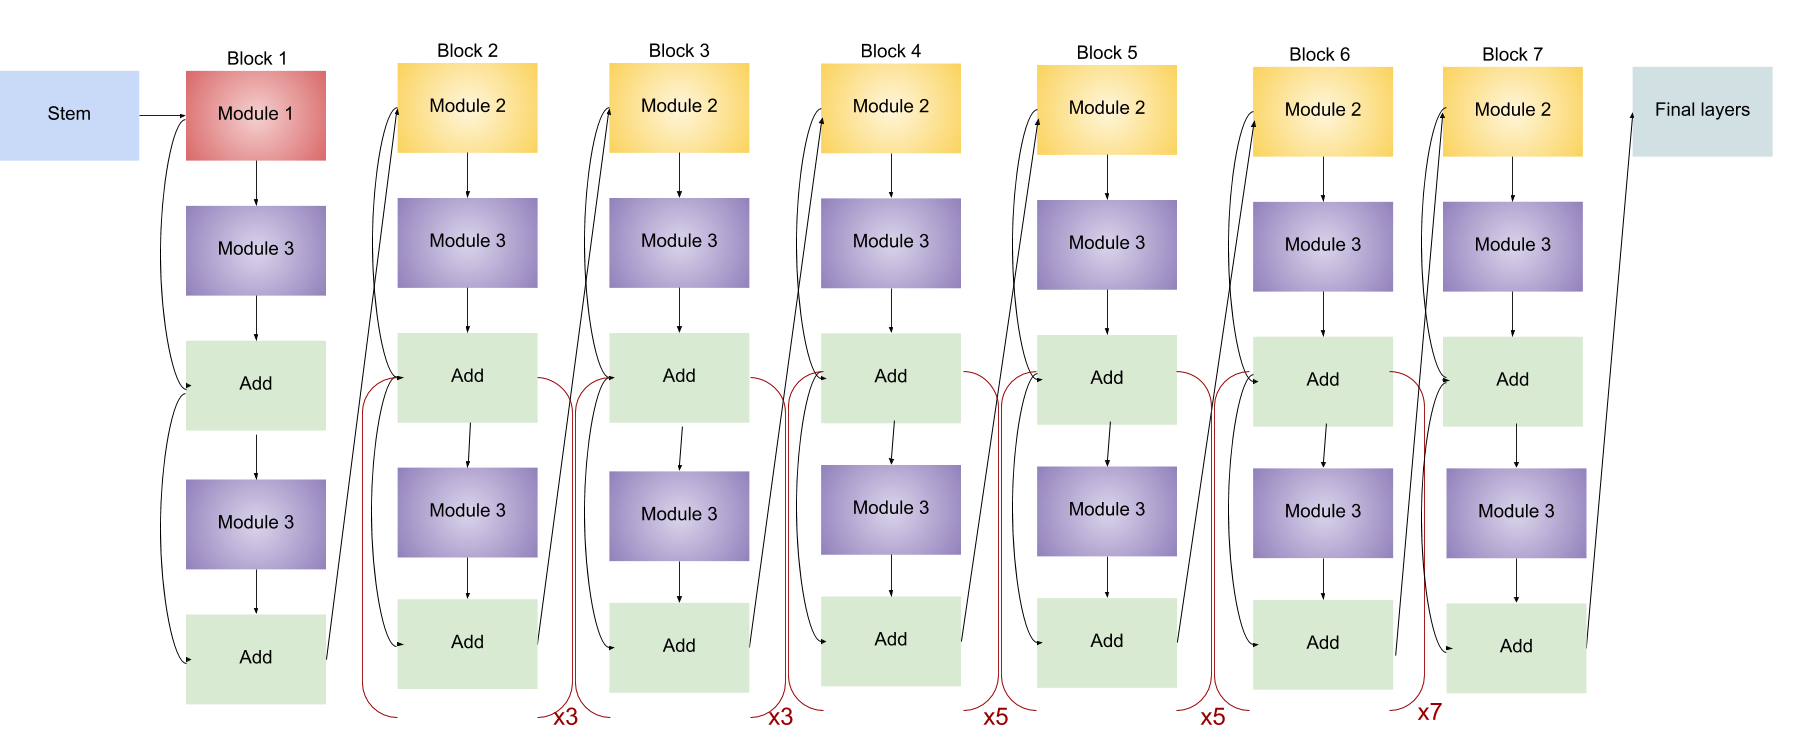 Stem
Block 1
Module 1
Module 3
Add
Module 3
Add
Block 2
Module 2
Module 3
Add
Module 3
Add
x3
Block 3
Module 2
Module 3
Add
Module 3
Add
x3
Block 4
Module 2
Module 3
Add
Module 3
Add
x5
Block 5
Module 2
Module 3
Add
Module 3
Add
x5
Block 6
Module 2
Module 3
Add
Module 3
Add
x7
Block 7
Module 2
Module 3
Add
Module 3
Add
Final layers